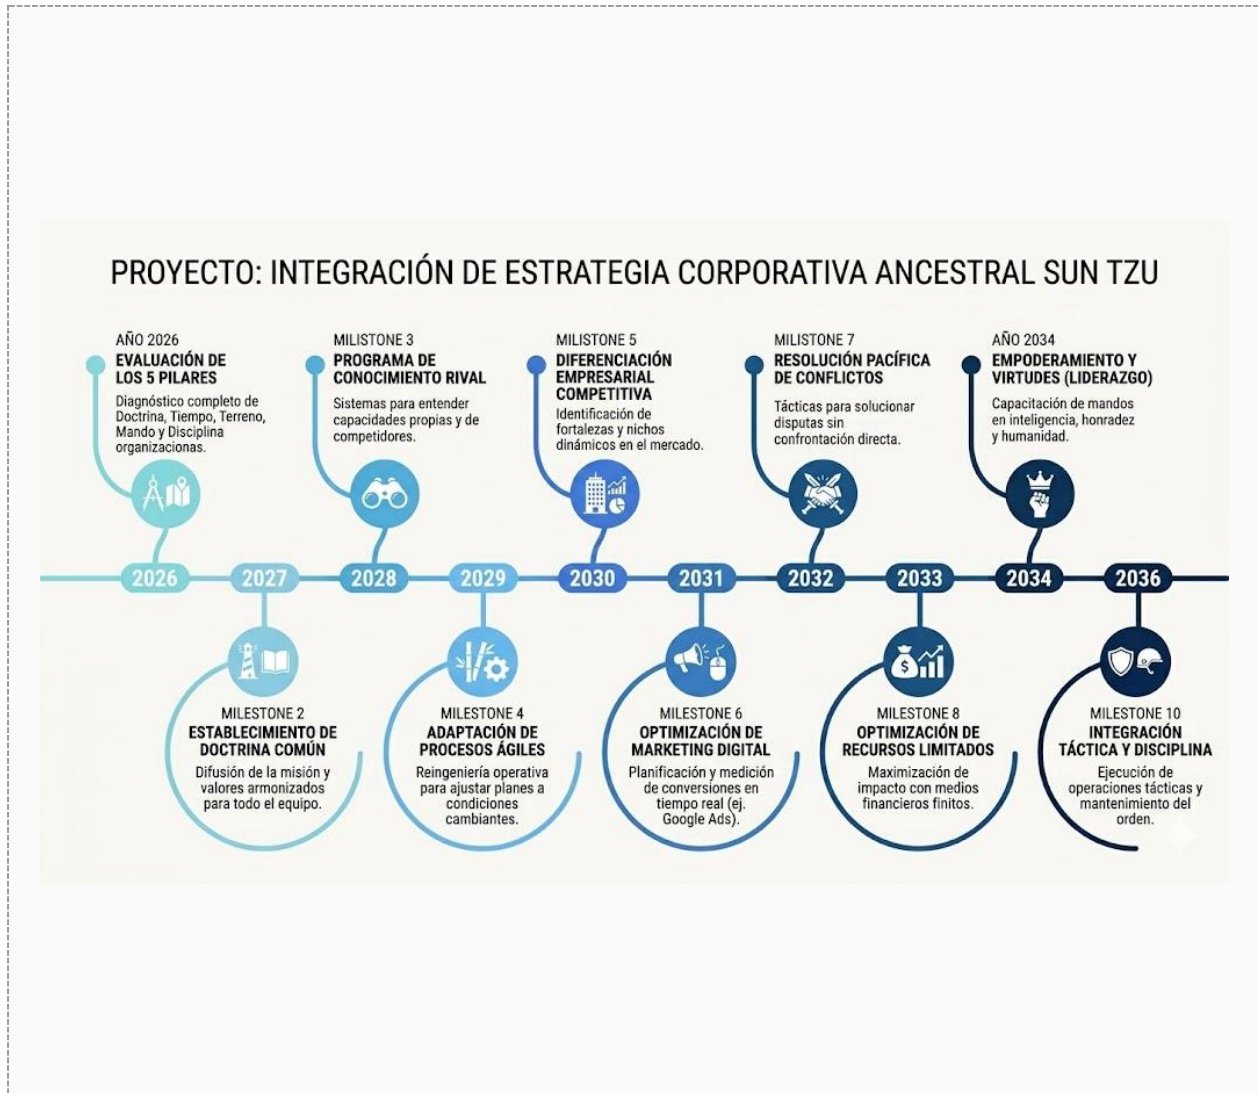 PROYECTO: INTEGRACIÓN DE ESTRATEGIA CORPORATIVA ANCESTRAL SUN TZU
AÑO 2026
EVALUACIÓN DE
LOS 5 PILARES
Diagnóstico completo de
Doctrina, Tiempo, Terreno,
Mando y Disciplina
organizacionas.
MILISTONE 3
PROGRAMA DE
CONOCIMIENTO RIVAL
Sistemas para entender
capacidades propias y de
competidores.
MILISTONE 5
DIFERENCIACIÓN
EMPRESARIAL
COMPETITIVA
Identificación de
fortalezas y nichos
dinámicos en el mercado.
MILISTONE 7
RESOLUCIÓN PACÍFICA
DE CONFLICTOS
Tácticas para solucionar
disputas sin
confrontación directa.
AÑO 2034
EMPODERAMIENTO Y
VIRTUDES (LIDERAZGO)
Capacitación de mandos
en inteligencia, honradez
y humanidad.
2026
2027
2028
2029
2030
2031
2032
2033
2034
2036
MILESTONE 2
ESTABLECIMIENTO DE
DOCTRINA COMÚN
Difusión de la misión y
valores armonizados
para todo el equipo.
MILESTONE 4
ADAPTACIÓN DE
PROCESOS ÁGILES
Reingeniería operativa
para ajustar planes a
condiciones
cambiantes.
MILESTONE 6
OPTIMIZACIÓN DE
MARKETING DIGITAL
Planificación y medición
de conversiones en
tiempo real (ej.
Google Ads).
MILESTONE 8
OPTIMIZACIÓN DE
RECURSOS LIMITADOS
Maximización de
impacto con medios
financieros finitos.
MILESTONE 10
INTEGRACIÓN
TÁCTICA Y DISCIPLINA
Ejecución de
operaciones tácticas y
mantenimiento del
orden.